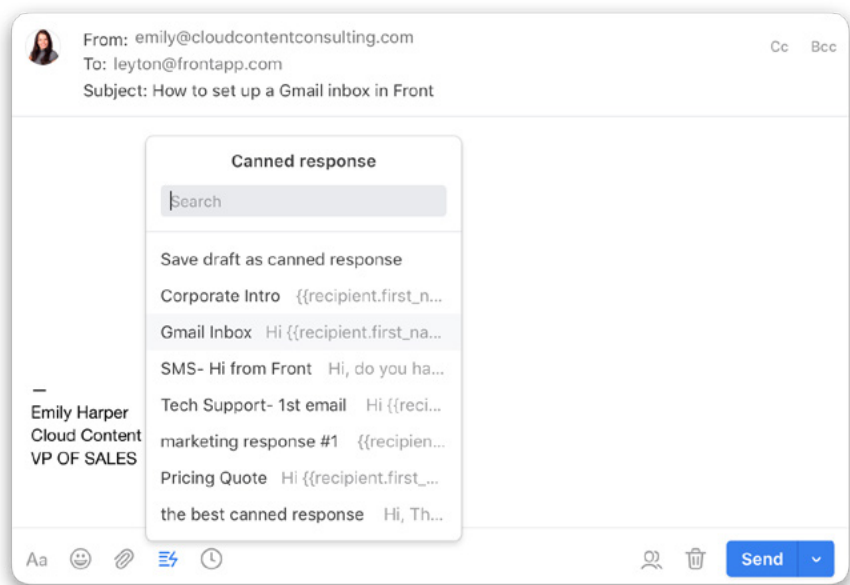 From: emily@cloudcontentconsulting.com
Cc Bcc
To: leyton@frontapp.com
Subject: How to set up a Gmail inbox in Front
Canned response
Search
Save draft as canned response
Corporate Intro {{recipient.first_n...
Gmail Inbox Hi {{recipient.first_na...
SMS- Hi from Front Hi, do you ha...
Tech Support- 1st email Hi {{reci...
marketing response #1 {{recipien...
Pricing Quote Hi {{recipient.first_...
the best canned response Hi, Th...
—
Emily Harper
Cloud Content
VP OF SALES
Aa
Send